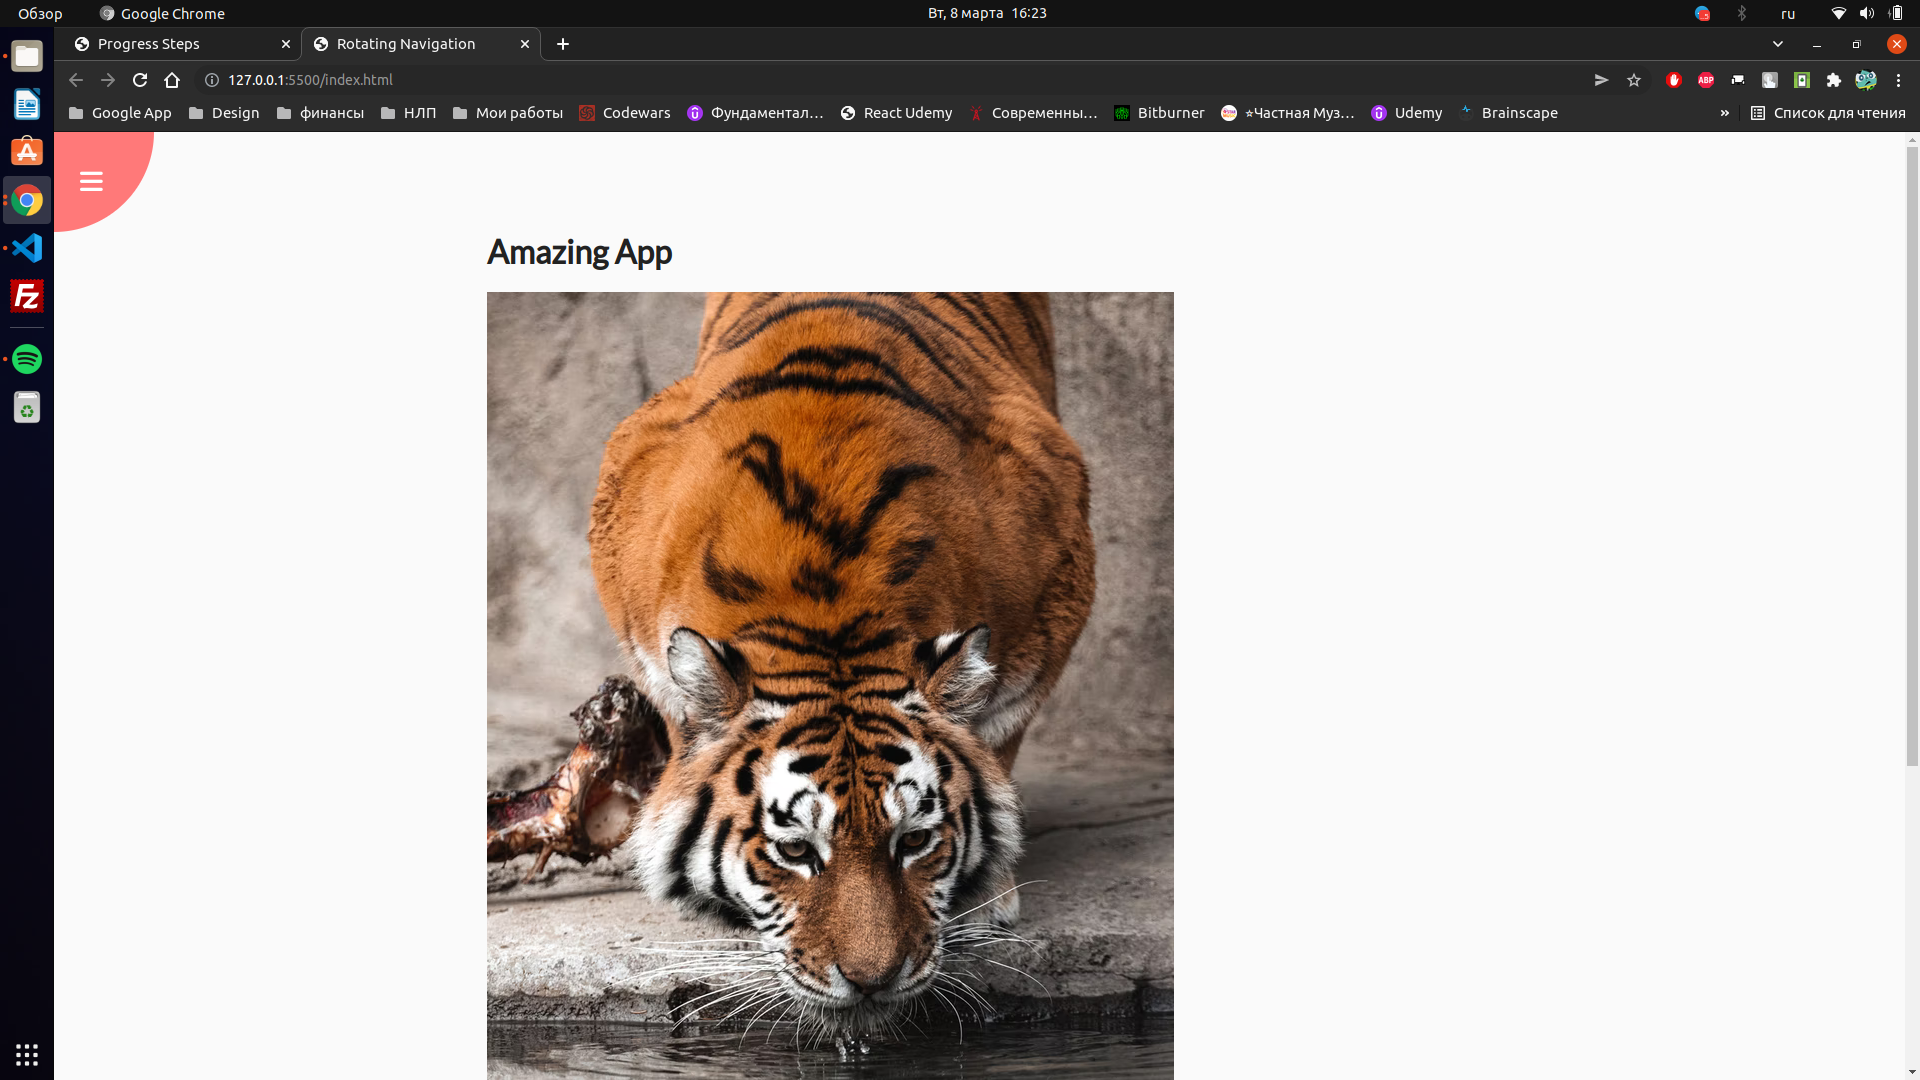 Обзор Google Chrome Вт, 8 марта 16:23 ru
Progress Steps Rotating Navigation
127.0.0.1:5500/index.html ABP
Google App Design финансы НЛП Мои работы Codewars Фундаментал… React Udemy Современны… Bitburner ☆Частная Муз… Udemy Brainscape » Список для чтения
Amazing App